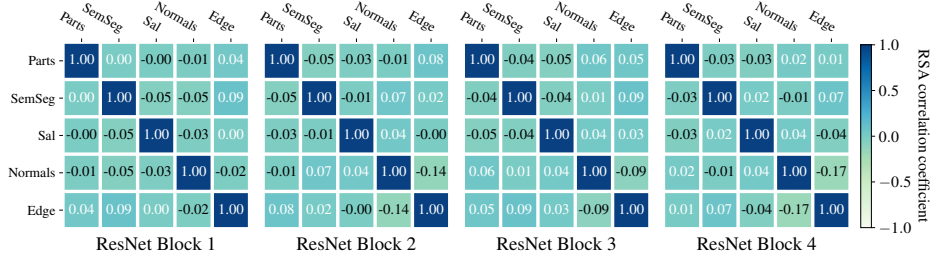 Parts SemSeg Sal Normals Edge Parts SemSeg Sal Normals Edge Parts SemSeg Sal Normals Edge Parts SemSeg Sal Normals Edge
Parts 1.00 0.00 -0.00 -0.01 0.04 1.00 -0.05 -0.03 -0.01 0.08 1.00 -0.04 -0.05 0.06 0.05 1.00 -0.03 -0.03 0.02 0.01
SemSeg 0.00 1.00 -0.05 -0.05 0.09 -0.05 1.00 -0.01 0.07 0.02 -0.04 1.00 -0.04 0.01 0.09 -0.03 1.00 0.02 -0.01 0.07
Sal -0.00 -0.05 1.00 -0.03 0.00 -0.03 -0.01 1.00 0.04 -0.00 -0.05 -0.04 1.00 0.04 0.03 -0.03 0.02 1.00 0.04 -0.04
Normals -0.01 -0.05 -0.03 1.00 -0.02 -0.01 0.07 0.04 1.00 -0.14 0.06 0.01 0.04 1.00 -0.09 0.02 -0.01 0.04 1.00 -0.17
Edge 0.04 0.09 0.00 -0.02 1.00 0.08 0.02 -0.00 -0.14 1.00 0.05 0.09 0.03 -0.09 1.00 0.01 0.07 -0.04 -0.17 1.00
ResNet Block 1 ResNet Block 2 ResNet Block 3 ResNet Block 4
1.0
0.5
0.0
−0.5
−1.0
RSA correlation coefficient